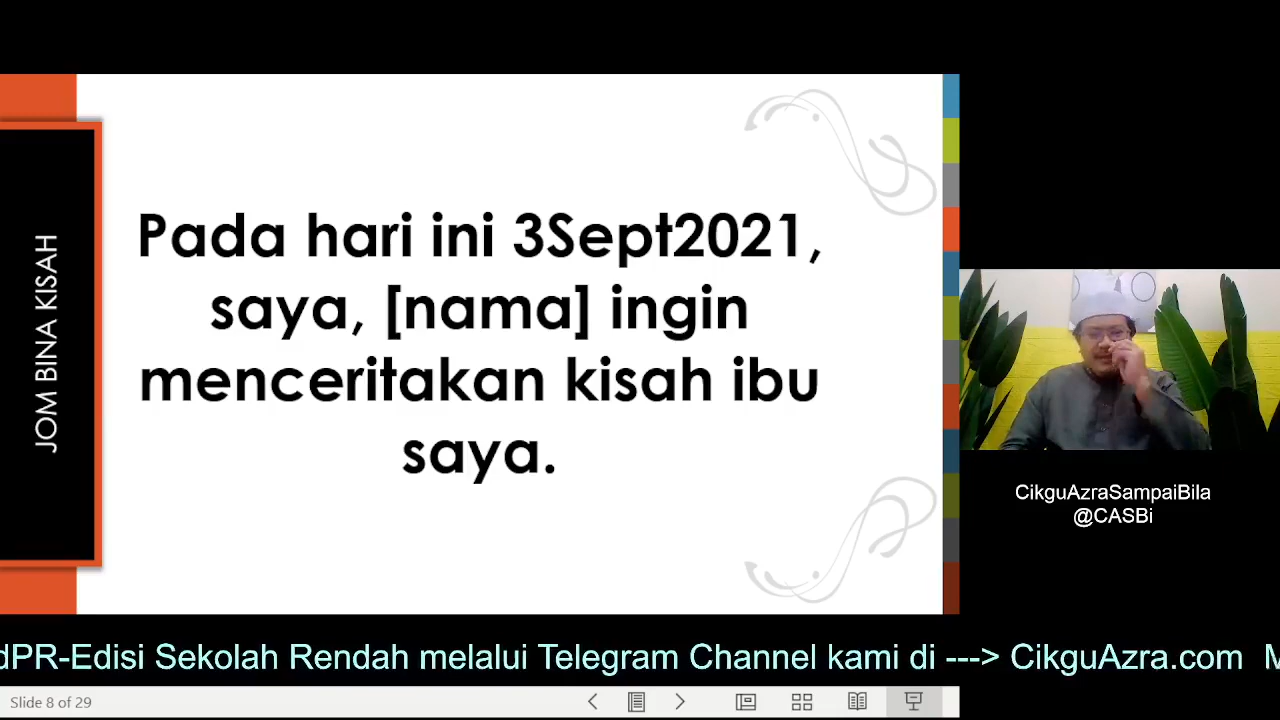 JOM BINA KISAH
Pada hari ini 3Sept2021,
saya, [nama] ingin
menceritakan kisah ibu
saya.
CikguAzraSampaiBila
@CASBi
dPR-Edisi Sekolah Rendah melalui Telegram Channel kami di ---> CikguAzra.com M
Slide 8 of 29